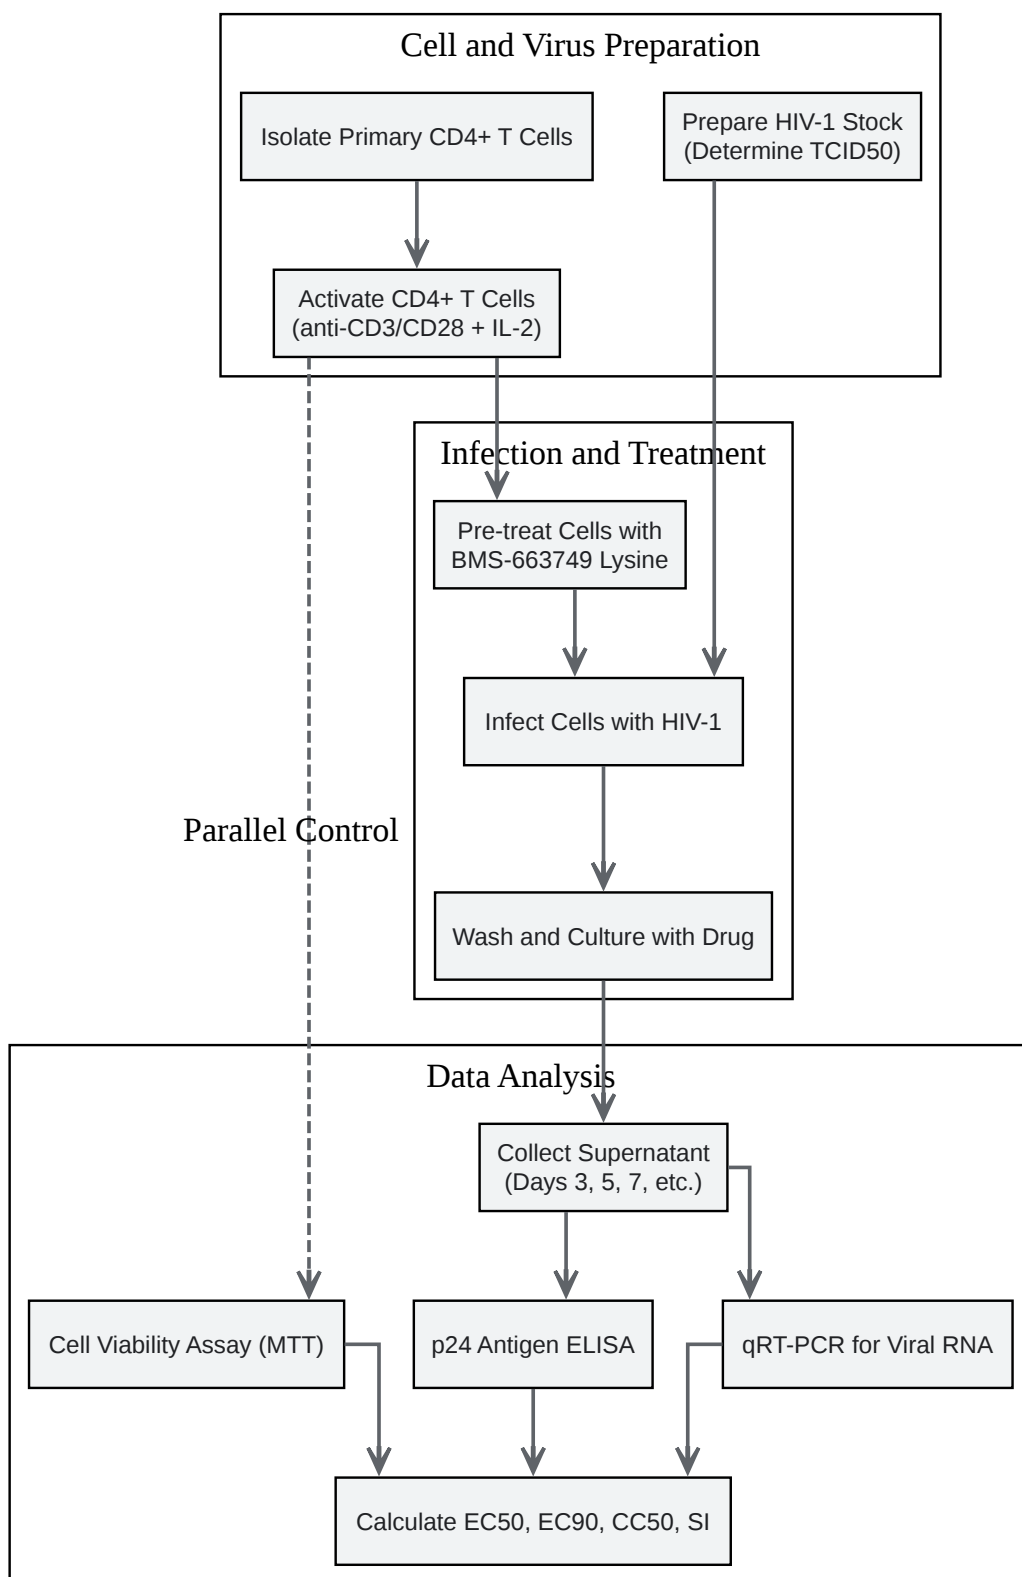 Cell and Virus Preparation
Isolate Primary CD4+ T Cells
Prepare HIV-1 Stock
(Determine TCID50)
Activate CD4+ T Cells
(anti-CD3/CD28 + IL-2)
Infection and Treatment
Pre-treat Cells with
BMS-663749 Lysine
Infect Cells with HIV-1
Parallel Control
Wash and Culture with Drug
Data Analysis
Collect Supernatant
(Days 3, 5, 7, etc.)
Cell Viability Assay (MTT)
p24 Antigen ELISA
qRT-PCR for Viral RNA
Calculate EC50, EC90, CC50, SI